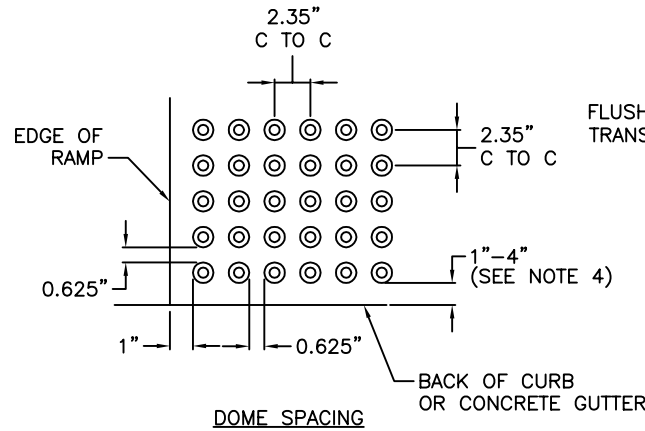 2.35"
C TO C
EDGE OF
RAMP
2.35"
C TO C
FLUSH
TRANS
0.625"
1"-4"
(SEE NOTE 4)
1"
0.625"
BACK OF CURB
OR CONCRETE GUTTER
DOME SPACING